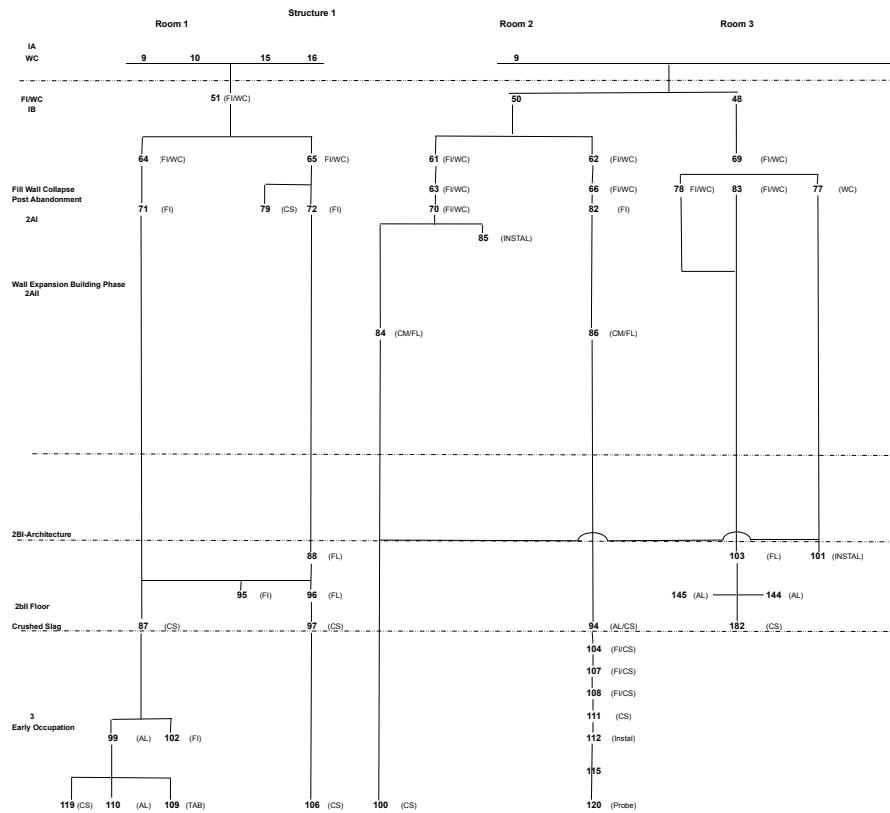 Structure 1
Room 1 Room 2 Room 3
IA
WC 9 10 15 16 9
FI/WC 51 (FI/WC) 50 48
IB
64 (FI/WC) 65 FI/WC) 61 (FI/WC) 62 (FI/WC) 69 (FI/WC)
Fill Wall Collapse 63 (FI/WC) 66 (FI/WC) 78 FI/WC) 83 (FI/WC) 77 (WC)
Post Abandonment
71 (FI) 79 (CS) 72 (FI) 70 (FI/WC) 82 (FI)
2AI
85 (INSTAL)
Wall Expansion Building Phase
2AII
84 (CM/FL) 86 (CM/FL)
2BI-Architecture
88 (FL) 103 (FL) 101 (INSTAL)
95 (FI) 96 (FL) 145 (AL) 144 (AL)
2bII Floor
Crushed Slag 87 (CS) 97 (CS) 94 (AL/CS) 182 (CS)
104 (FI/CS)
107 (FI/CS)
108 (FI/CS)
3 111 (CS)
Early Occupation
99 (AL) 102 (FI) 112 (Instal)
115
119 (CS) 110 (AL) 109 (TAB) 106 (CS) 100 (CS) 120 (Probe)